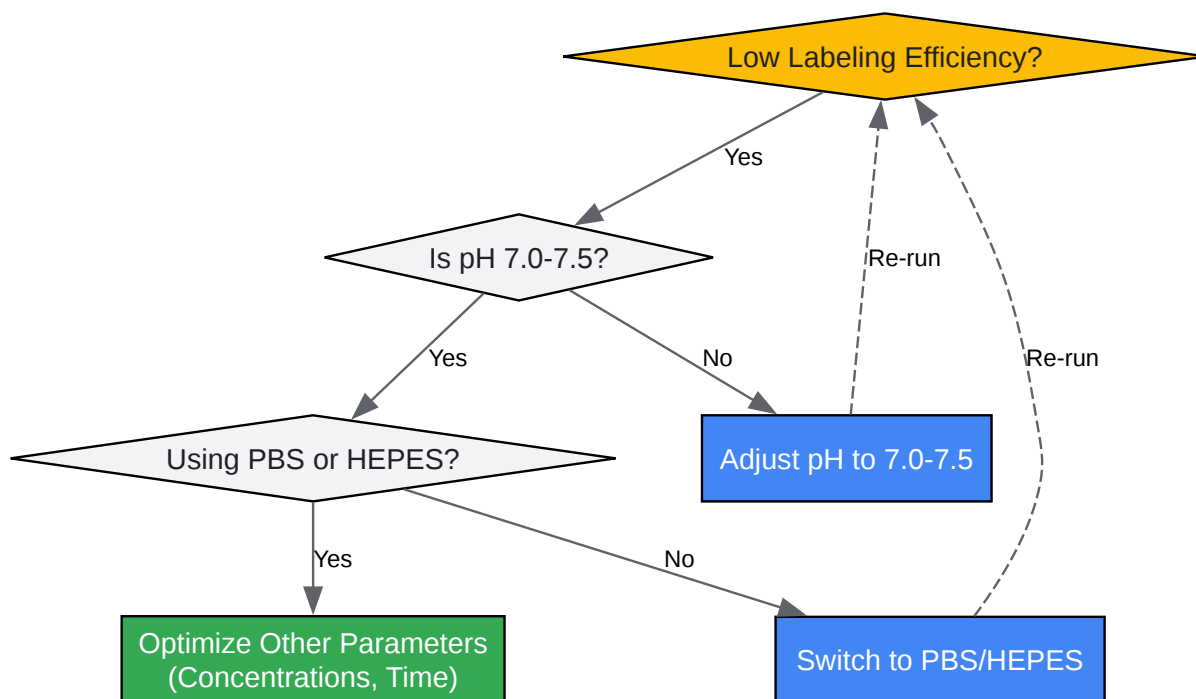 Low Labeling Efficiency?
Yes
Is pH 7.0-7.5?
Re-run
Yes
No
Re-run
Using PBS or HEPES?
Adjust pH to 7.0-7.5
Yes
No
Optimize Other Parameters
(Concentrations, Time)
Switch to PBS/HEPES